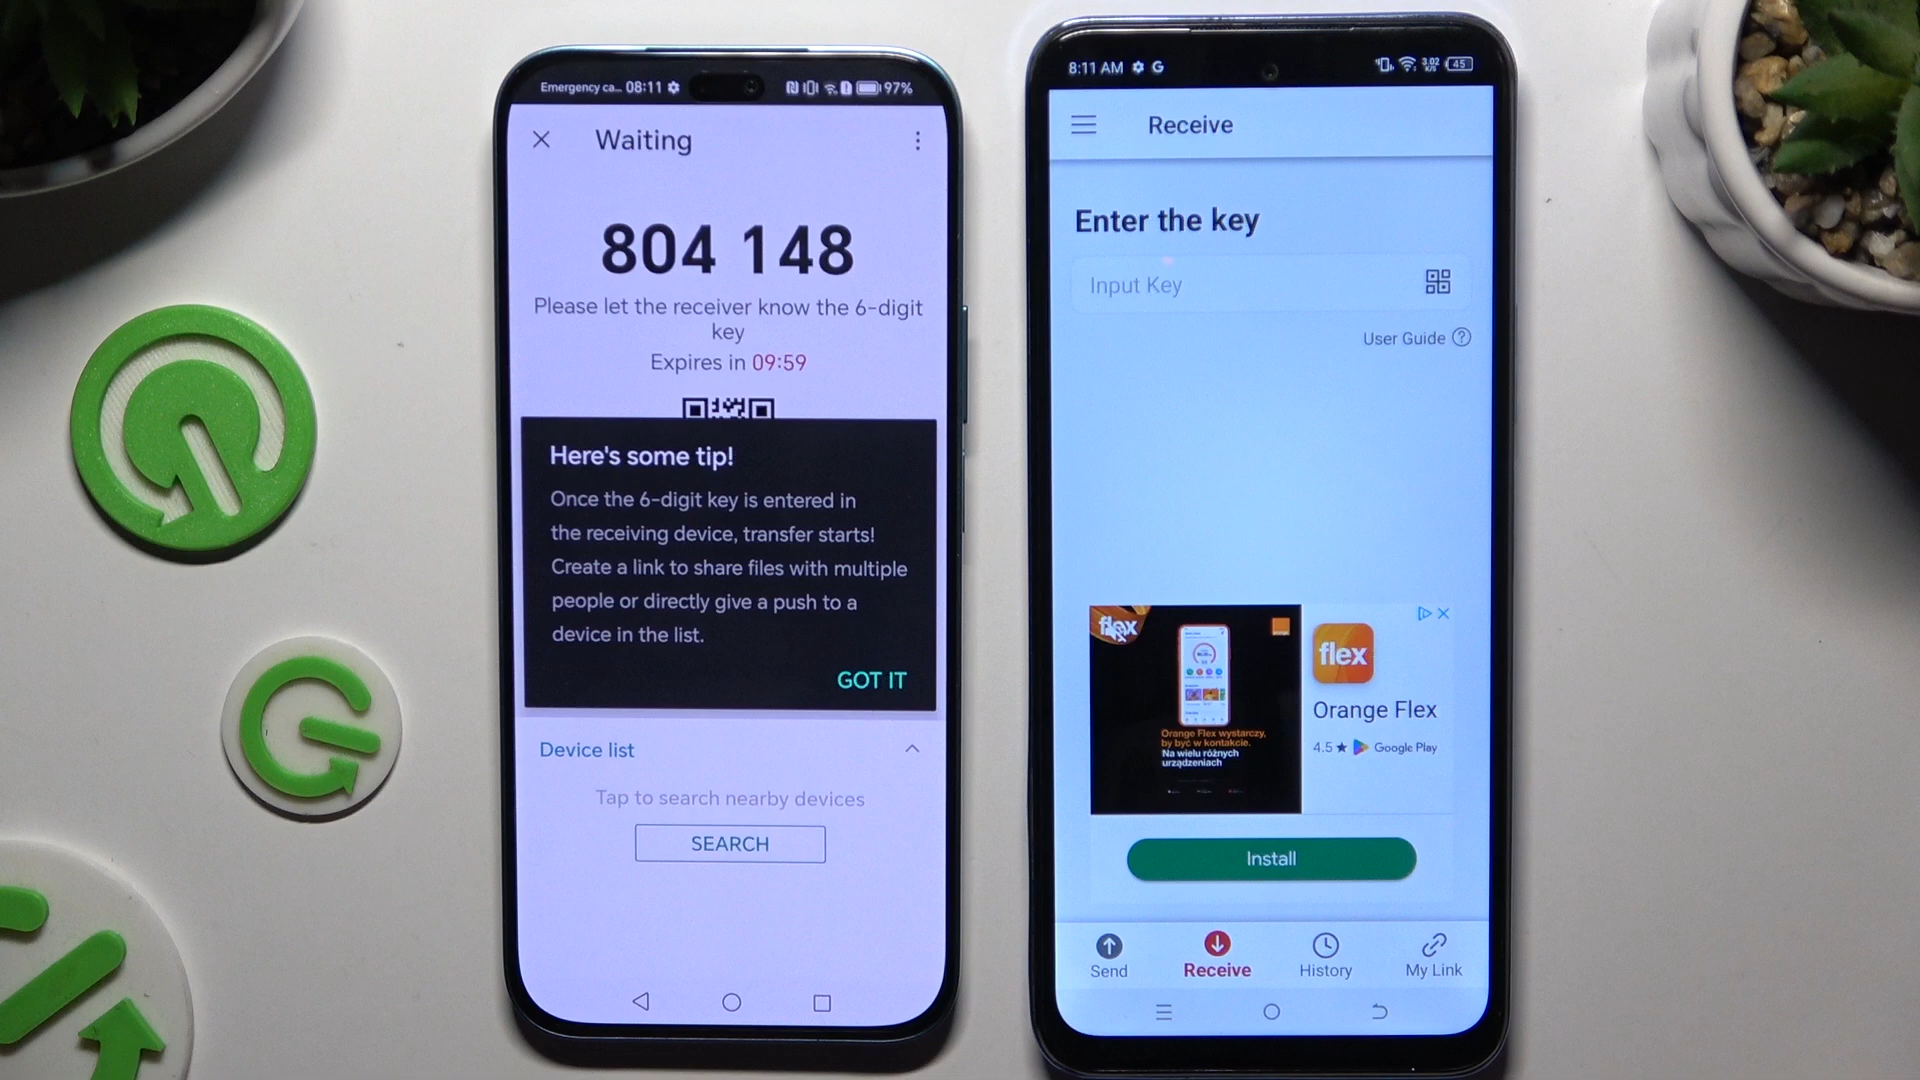 Emergency ca... 08:11
97%
Waiting
804 148
Please let the receiver know the 6-digit
key
Expires in 09:59
Here's some tip!
Once the 6-digit key is entered in
the receiving device, transfer starts!
Create a link to share files with multiple
people or directly give a push to a
device in the list.
GOT IT
Device list
Tap to search nearby devices
SEARCH
8:11 AM
G
3.02
K/S
45
Receive
Enter the key
Input Key
User Guide
flex
Orange Flex wystarczy,
by być w kontakcie.
Na wielu różnych
urządzeniach
flex
Orange Flex
4.5 ★ Google Play
Install
Send
Receive
History
My Link